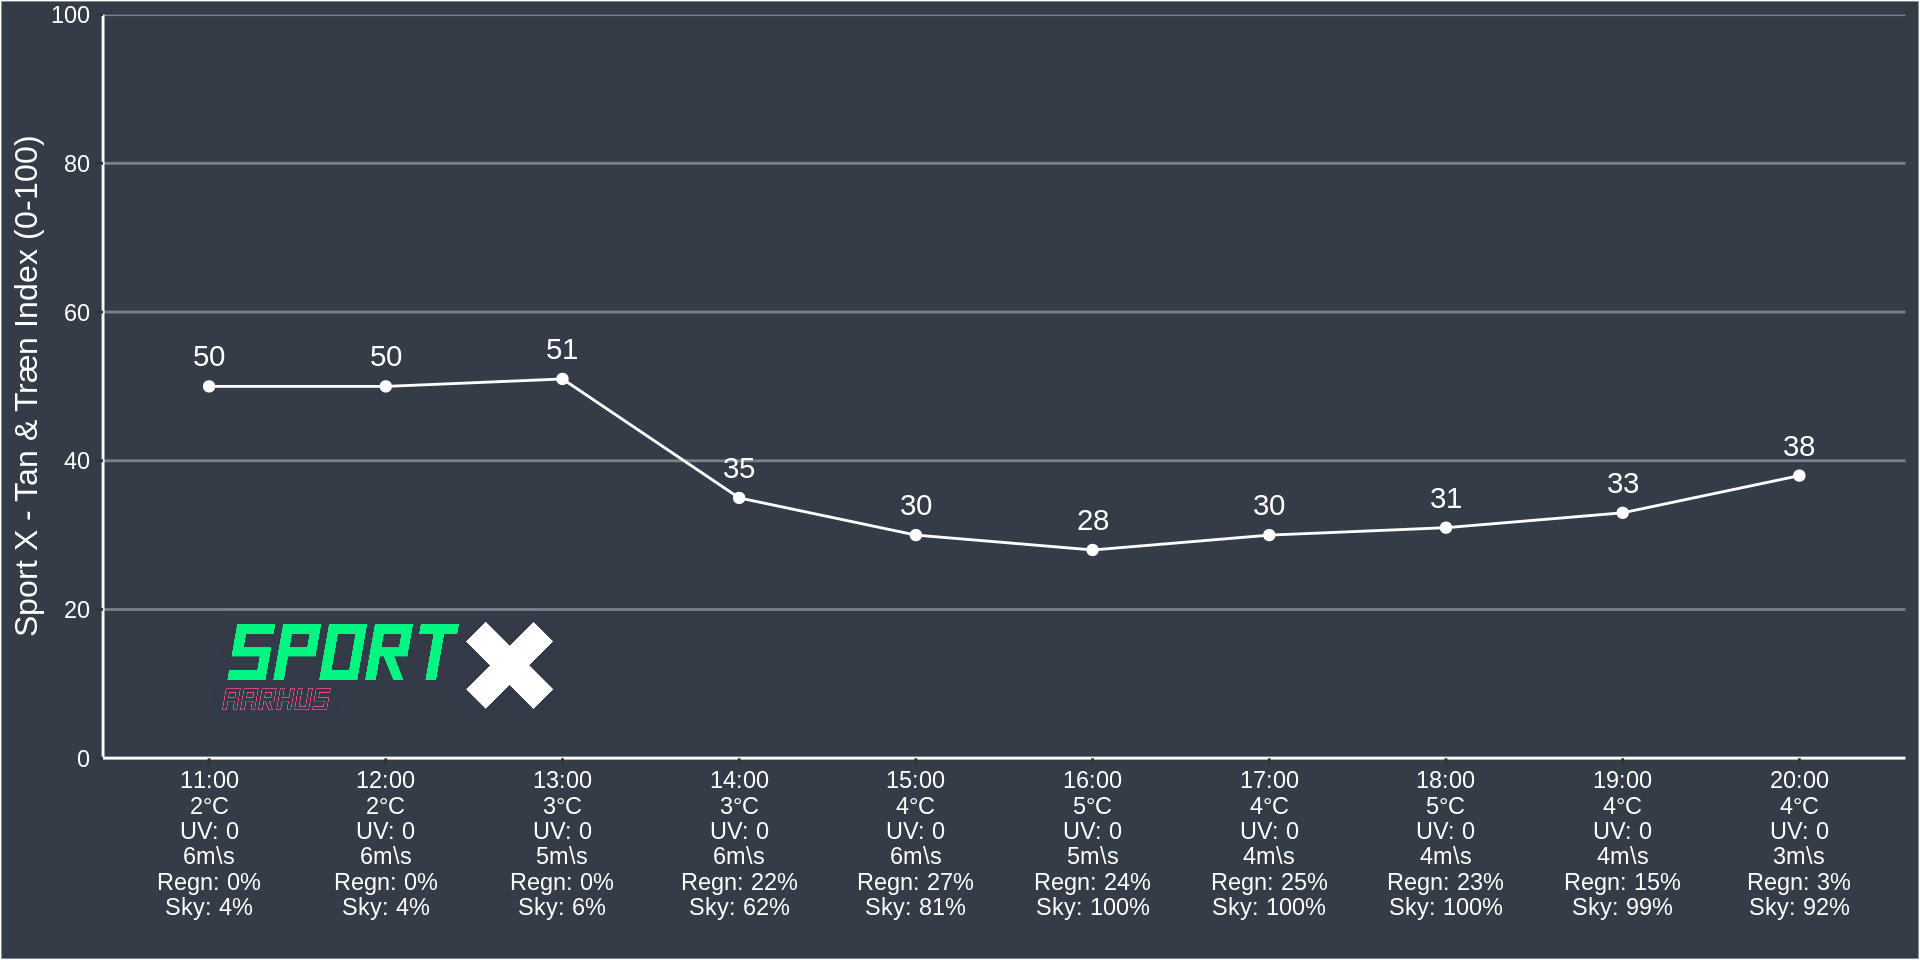 Sport X - Tan & Træn Index (0-100)
100
80
60
40
20
0
50
50
51
35
30
28
30
31
33
38
SPORT X
AARHUS
11:00
2°C
UV: 0
6m\s
Regn: 0%
Sky: 4%
12:00
2°C
UV: 0
6m\s
Regn: 0%
Sky: 4%
13:00
3°C
UV: 0
5m\s
Regn: 0%
Sky: 6%
14:00
3°C
UV: 0
6m\s
Regn: 22%
Sky: 62%
15:00
4°C
UV: 0
6m\s
Regn: 27%
Sky: 81%
16:00
5°C
UV: 0
5m\s
Regn: 24%
Sky: 100%
17:00
4°C
UV: 0
4m\s
Regn: 25%
Sky: 100%
18:00
5°C
UV: 0
4m\s
Regn: 23%
Sky: 100%
19:00
4°C
UV: 0
4m\s
Regn: 15%
Sky: 99%
20:00
4°C
UV: 0
3m\s
Regn: 3%
Sky: 92%